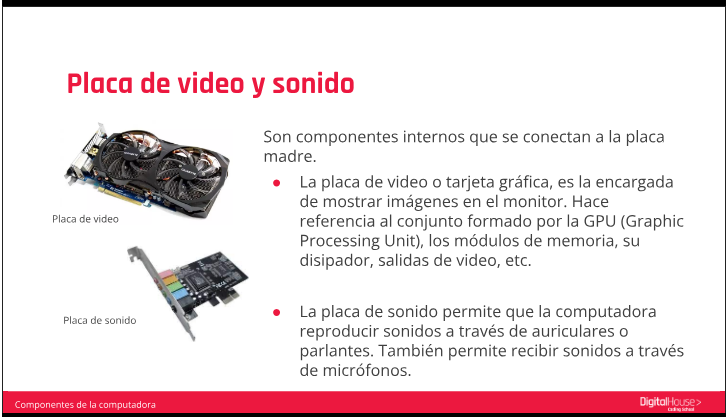 Placa de video y sonido
Son componentes internos que se conectan a la placa
madre.
● La placa de video o tarjeta gráfica, es la encargada
de mostrar imágenes en el monitor. Hace
referencia al conjunto formado por la GPU (Graphic
Processing Unit), los módulos de memoria, su
disipador, salidas de video, etc.
Placa de video
● La placa de sonido permite que la computadora
reproducir sonidos a través de auriculares o
parlantes. También permite recibir sonidos a través
de micrófonos.
Placa de sonido
Componentes de la computadora
DigitalHouse>
Coding School